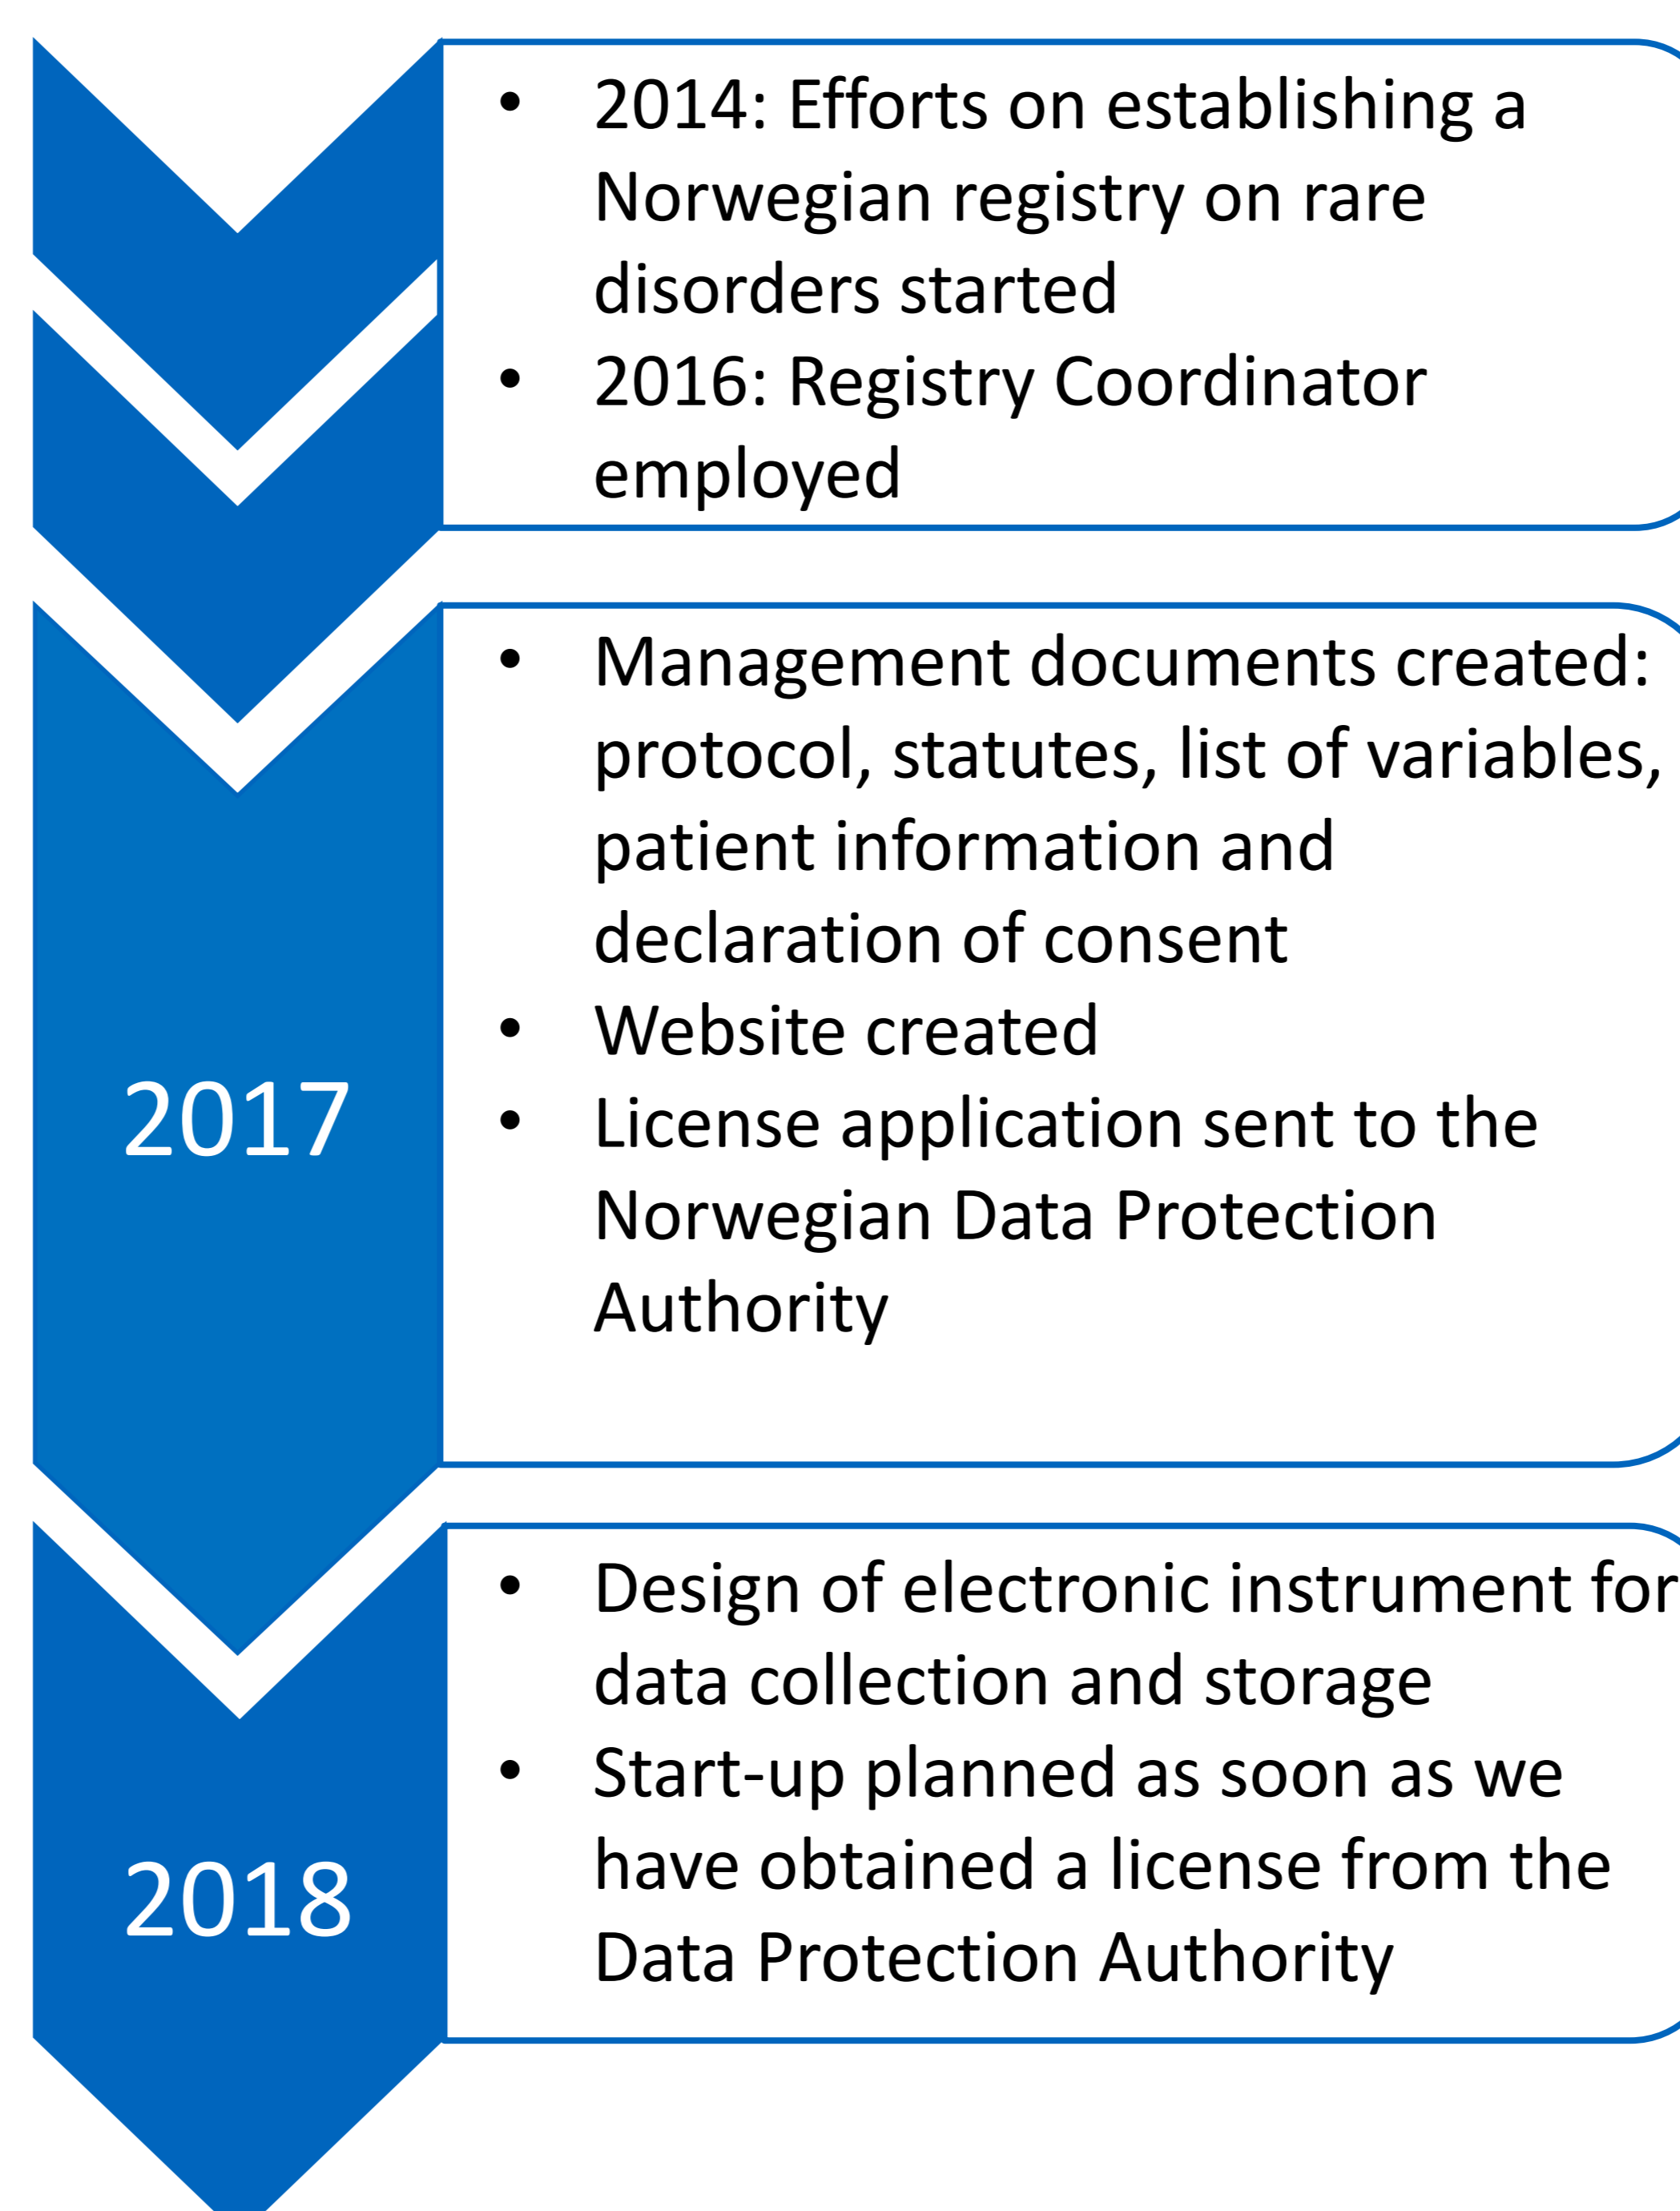 • 2014: Efforts on establishing a
Norwegian registry on rare
disorders started
• 2016: Registry Coordinator
employed
2017
• Management documents created:
protocol, statutes, list of variables,
patient information and
declaration of consent
• Website created
• License application sent to the
Norwegian Data Protection
Authority
2018
• Design of electronic instrument for
data collection and storage
• Start-up planned as soon as we
have obtained a license from the
Data Protection Authority